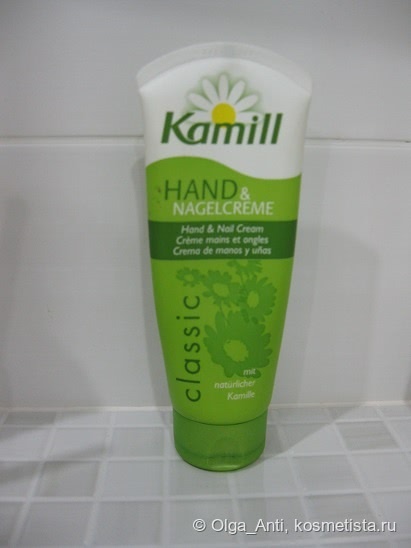 Kamill
HAND &
NAGELCREME
Hand & Nail Cream
Crème mains et ongles
Crema de manos y uñas
classic
mit
natürlicher
Kamille
© Olga_Anti, kosmetista.ru